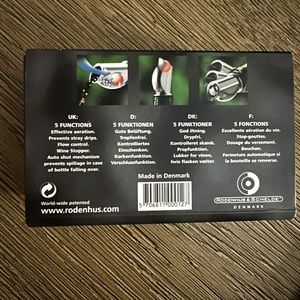 UK:
5 FUNCTIONS
Effective aeration.
Prevents stray drips.
Flow control.
Wine Stopper.
Auto shut mechanism
prevents spillage in case
of bottle falling over.
D:
5 FUNKTIONEN
Gute Belüftung.
Tropfenfrei.
Kontrolliertes
Einschenken.
Korkenfunktion.
Verschlussfunktion.
DK:
5 FUNKTIONER
God iltning.
Dropfri.
Kontrolleret skænk.
Propfunktion.
Lukker for vinen,
hvis flasken vælter.
F:
5 FONCTIONS
Excellente aération du vin.
Stop-gouttes.
Dosage du versement.
Bouchon.
Fermeture automatique si
la bouteille se renverse.
Made in Denmark
World-wide patented
www.rodenhus.com
5 706811 000127
RODENHUS & SCHELDE
DENMARK